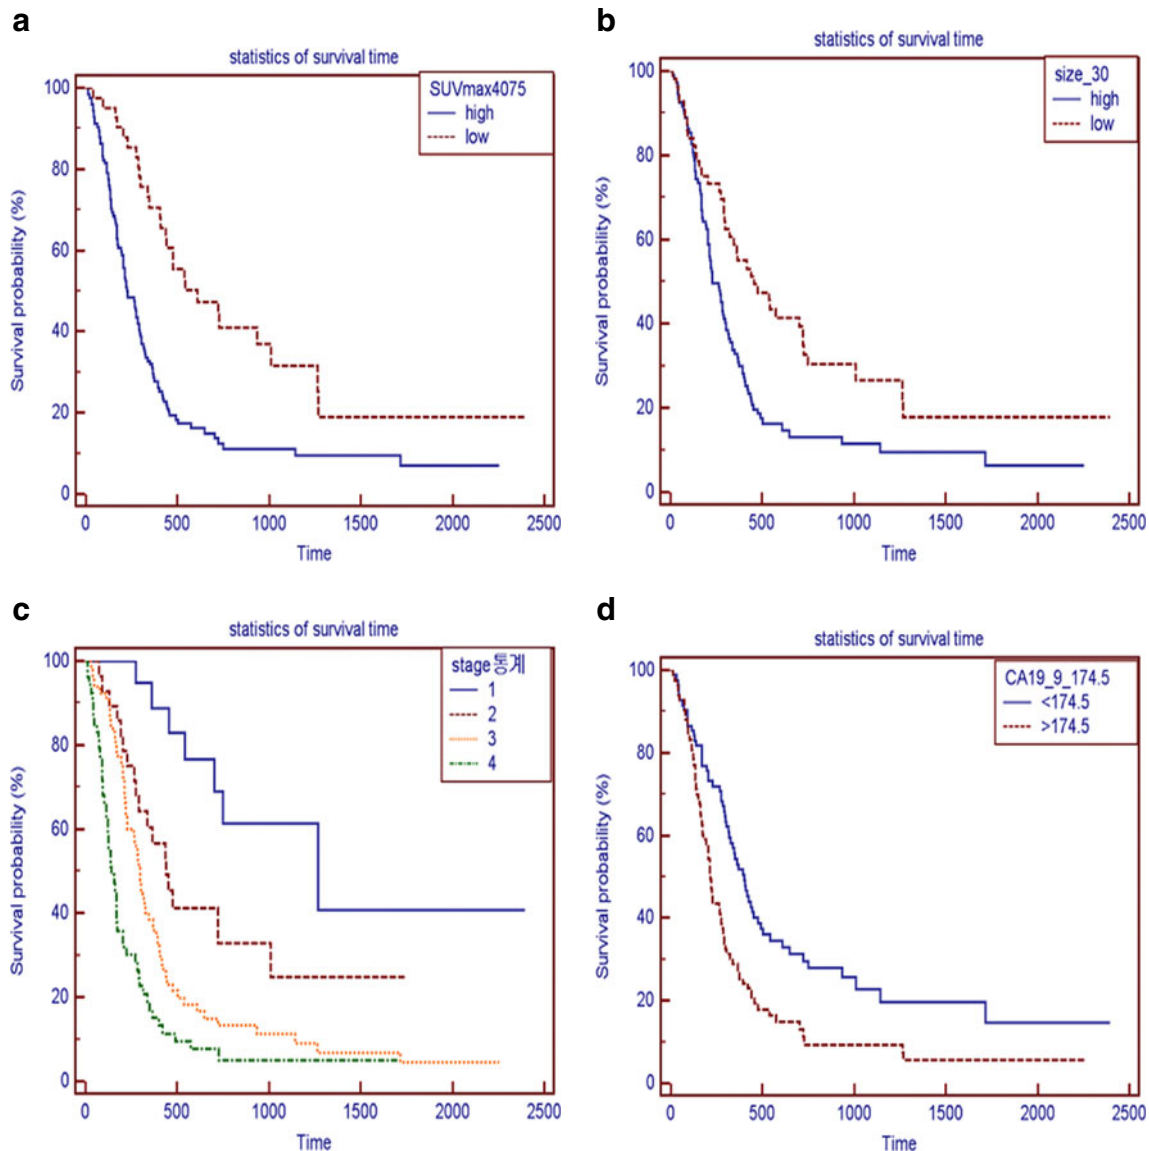 a
statistics of survival time
SUVmax4075
high
low
Survival probability (%)
100
80
60
40
20
0
0 500 1000 1500 2000 2500
Time
b
statistics of survival time
size_30
high
low
Survival probability (%)
100
80
60
40
20
0
0 500 1000 1500 2000 2500
Time
c
statistics of survival time
stage통계
1
2
3
4
Survival probability (%)
100
80
60
40
20
0
0 500 1000 1500 2000 2500
Time
d
statistics of survival time
CA19_9_174.5
<174.5
>174.5
Survival probability (%)
100
80
60
40
20
0
0 500 1000 1500 2000 2500
Time